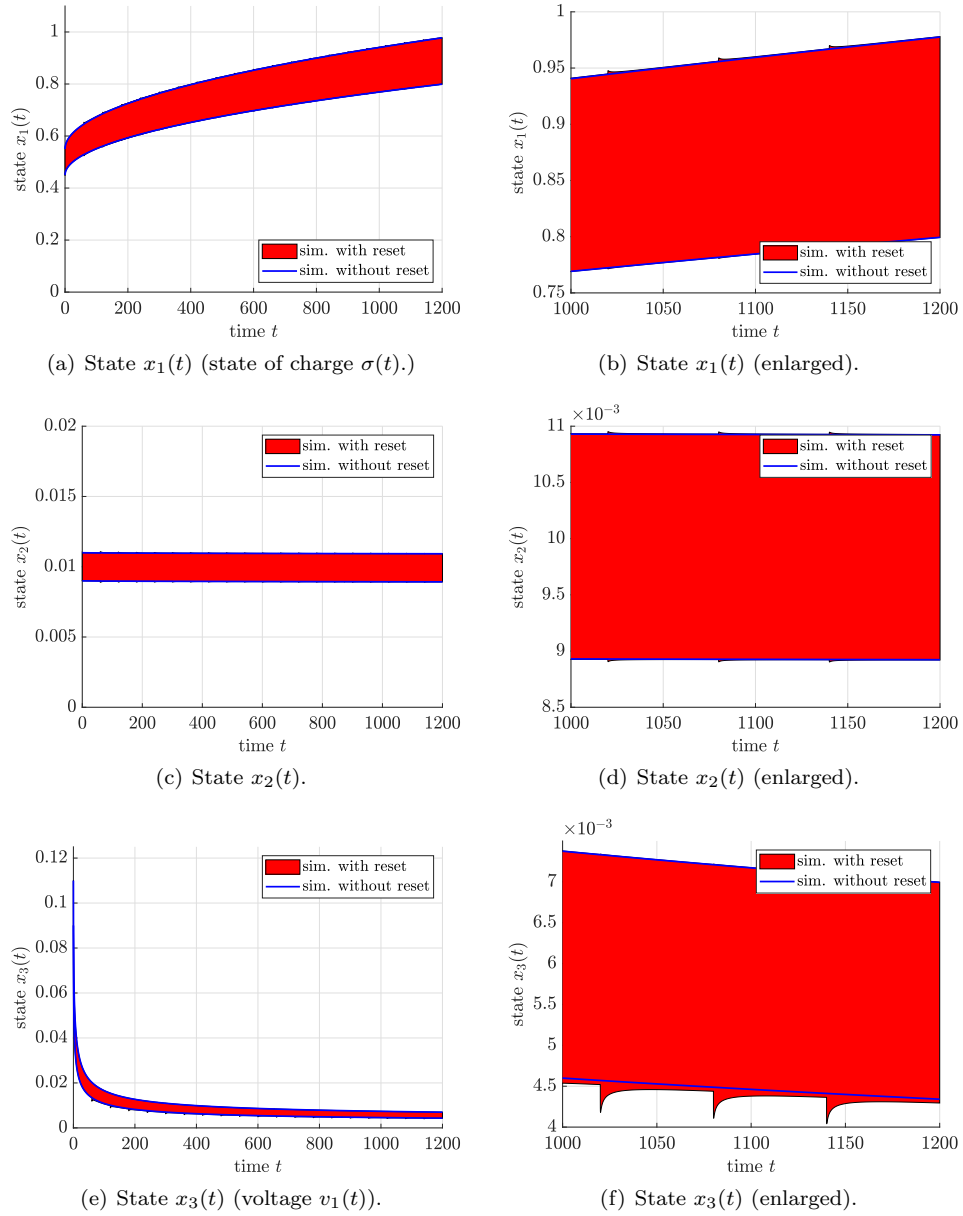 1
0.8
0.6
0.4
0.2
0
0 200 400 600 800 1000 1200
state x₁(t)
time t
sim. with reset
sim. without reset
(a) State x₁(t) (state of charge σ(t).)
1
0.95
0.9
0.85
0.8
0.75
1000 1050 1100 1150 1200
state x₁(t)
time t
sim. with reset
sim. without reset
(b) State x₁(t) (enlarged).
0.02
0.015
0.01
0.005
0
0 200 400 600 800 1000 1200
state x₂(t)
time t
sim. with reset
sim. without reset
(c) State x₂(t).
×10⁻³
11
10.5
10
9.5
9
8.5
1000 1050 1100 1150 1200
state x₂(t)
time t
sim. with reset
sim. without reset
(d) State x₂(t) (enlarged).
0.12
0.1
0.08
0.06
0.04
0.02
0
0 200 400 600 800 1000 1200
state x₃(t)
time t
sim. with reset
sim. without reset
(e) State x₃(t) (voltage v₁(t)).
×10⁻³
7
6.5
6
5.5
5
4.5
4
1000 1050 1100 1150 1200
state x₃(t)
time t
sim. with reset
sim. without reset
(f) State x₃(t) (enlarged).